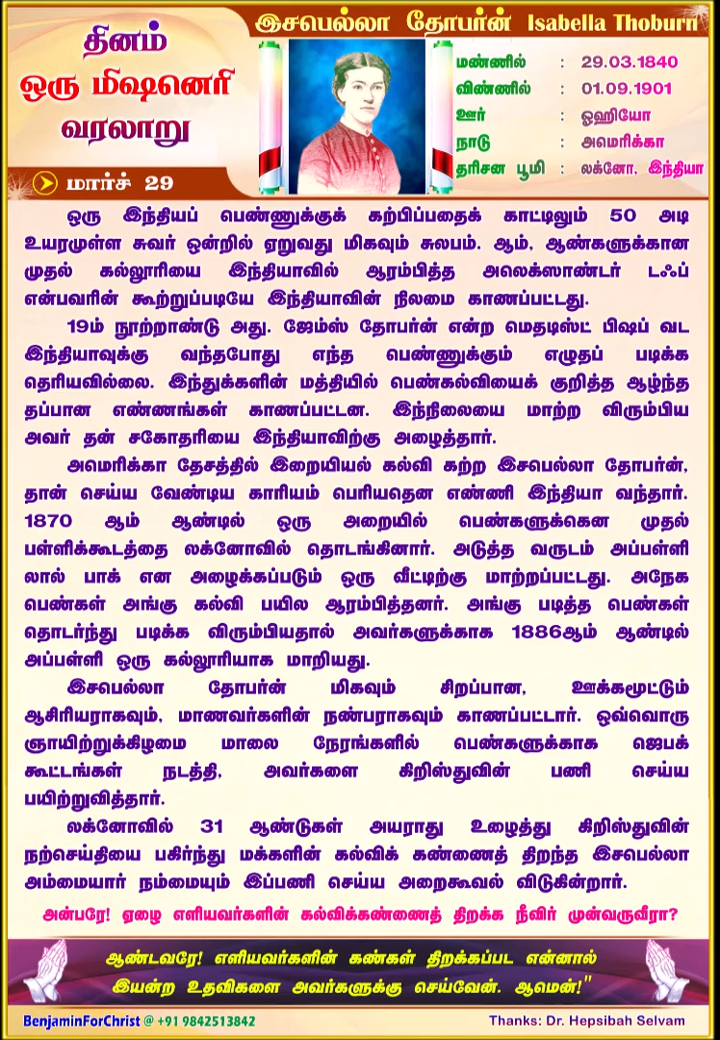 தினம்
ஒரு மிஷனெரி
வரலாறு
மார்ச் 29
இசபெல்லா தோபர்ன் Isabella Thoburn
மண்ணில் : 29.03.1840
விண்ணில் : 01.09.1901
ஊர் : ஓஹியோ
நாடு : அமெரிக்கா
தரிசன பூமி : லக்னோ, இந்தியா
ஒரு இந்தியப் பெண்ணுக்குக் கற்பிப்பதைக் காட்டிலும் 50 அடி
உயரமுள்ள சுவர் ஒன்றில் ஏறுவது மிகவும் சுலபம். ஆம், ஆண்களுக்கான
முதல் கல்லூரியை இந்தியாவில் ஆரம்பித்த அலெக்ஸாண்டர் டஃப்
என்பவரின் கூற்றுப்படியே இந்தியாவின் நிலமை காணப்பட்டது.
19ம் நூற்றாண்டு அது. ஜேம்ஸ் தோபர்ன் என்ற மெதடிஸ்ட் பிஷப் வட
இந்தியாவுக்கு வந்தபோது எந்த பெண்ணுக்கும் எழுதப் படிக்க
தெரியவில்லை. இந்துக்களின் மத்தியில் பெண்கல்வியைக் குறித்த ஆழ்ந்த
தப்பான எண்ணங்கள் காணப்பட்டன. இந்நிலையை மாற்ற விரும்பிய
அவர் தன் சகோதரியை இந்தியாவிற்கு அழைத்தார்.
அமெரிக்கா தேசத்தில் இறையியல் கல்வி கற்ற இசபெல்லா தோபர்ன்,
தான் செய்ய வேண்டிய காரியம் பெரியதென எண்ணி இந்தியா வந்தார்.
1870 ஆம் ஆண்டில் ஒரு அறையில் பெண்களுக்கென முதல்
பள்ளிக்கூடத்தை லக்னோவில் தொடங்கினார். அடுத்த வருடம் அப்பள்ளி
லால் பாக் என அழைக்கப்படும் ஒரு வீட்டிற்கு மாற்றப்பட்டது. அநேக
பெண்கள் அங்கு கல்வி பயில ஆரம்பித்தனர். அங்கு படித்த பெண்கள்
தொடர்ந்து படிக்க விரும்பியதால் அவர்களுக்காக 1886ஆம் ஆண்டில்
அப்பள்ளி ஒரு கல்லூரியாக மாறியது.
இசபெல்லா தோபர்ன் மிகவும் சிறப்பான, ஊக்கமூட்டும்
ஆசிரியராகவும், மாணவர்களின் நண்பராகவும் காணப்பட்டார். ஒவ்வொரு
ஞாயிற்றுக்கிழமை மாலை நேரங்களில் பெண்களுக்காக ஜெபக்
கூட்டங்கள் நடத்தி, அவர்களை கிறிஸ்துவின் பணி செய்ய
பயிற்றுவித்தார்.
லக்னோவில் 31 ஆண்டுகள் அயராது உழைத்து கிறிஸ்துவின்
நற்செய்தியை பகிர்ந்து மக்களின் கல்விக் கண்ணைத் திறந்த இசபெல்லா
அம்மையார் நம்மையும் இப்பணி செய்ய அறைகூவல் விடுகின்றார்.
அன்பரே! ஏழை எளியவர்களின் கல்விக்கண்ணைத் திறக்க நீவிர் முன்வருவீரா?
ஆண்டவரே! எளியவர்களின் கண்கள் திறக்கப்பட என்னால்
இயன்ற உதவிகளை அவர்களுக்கு செய்வேன். ஆமென்!"
BenjaminForChrist @ +91 9842513842
Thanks: Dr. Hepsibah Selvam